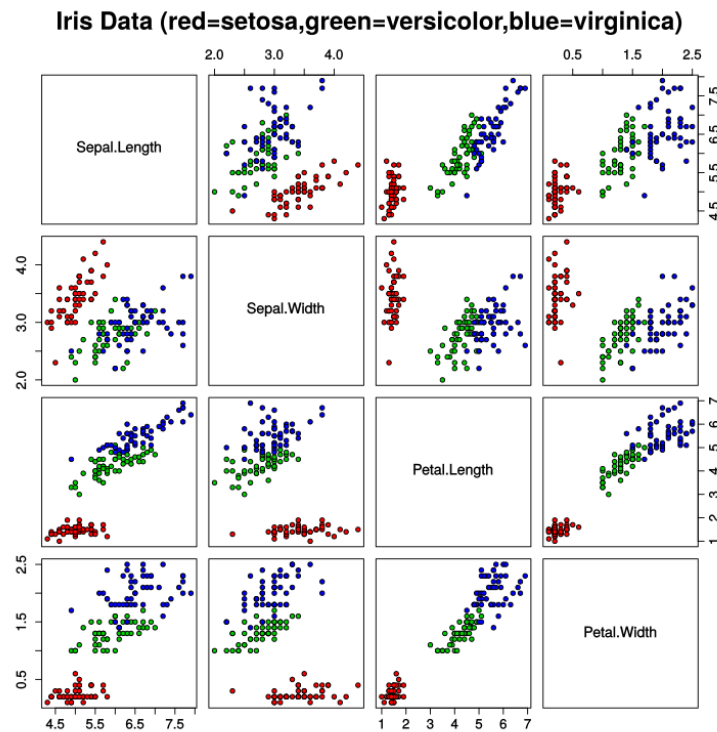 Iris Data (red=setosa,green=versicolor,blue=virginica)
2.0 3.0 4.0
0.5 1.5 2.5
Sepal.Length
4.5 5.5 6.5 7.5
2.0 3.0 4.0
Sepal.Width
Petal.Length
1 2 3 4 5 6 7
0.5 1.5 2.5
Petal.Width
4.5 5.5 6.5 7.5
1 2 3 4 5 6 7